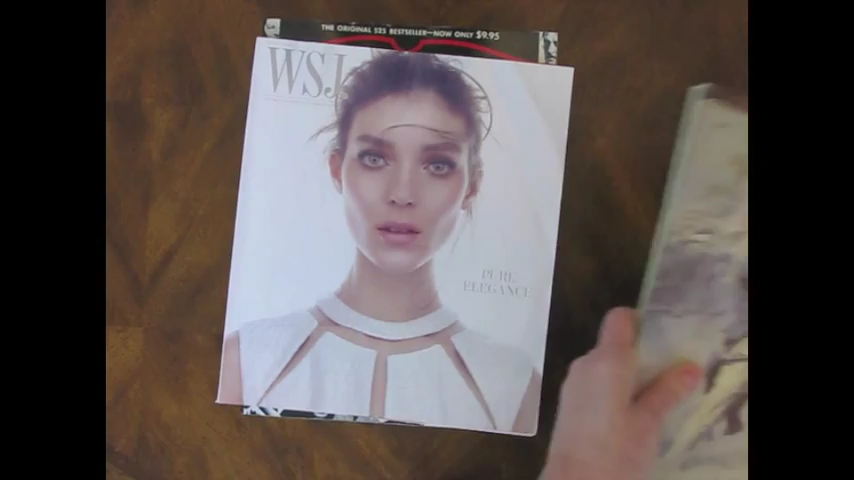 THE ORIGINAL $25 BESTSELLER—NOW ONLY $9.95
WSJ.
PURE
ELEGANCE